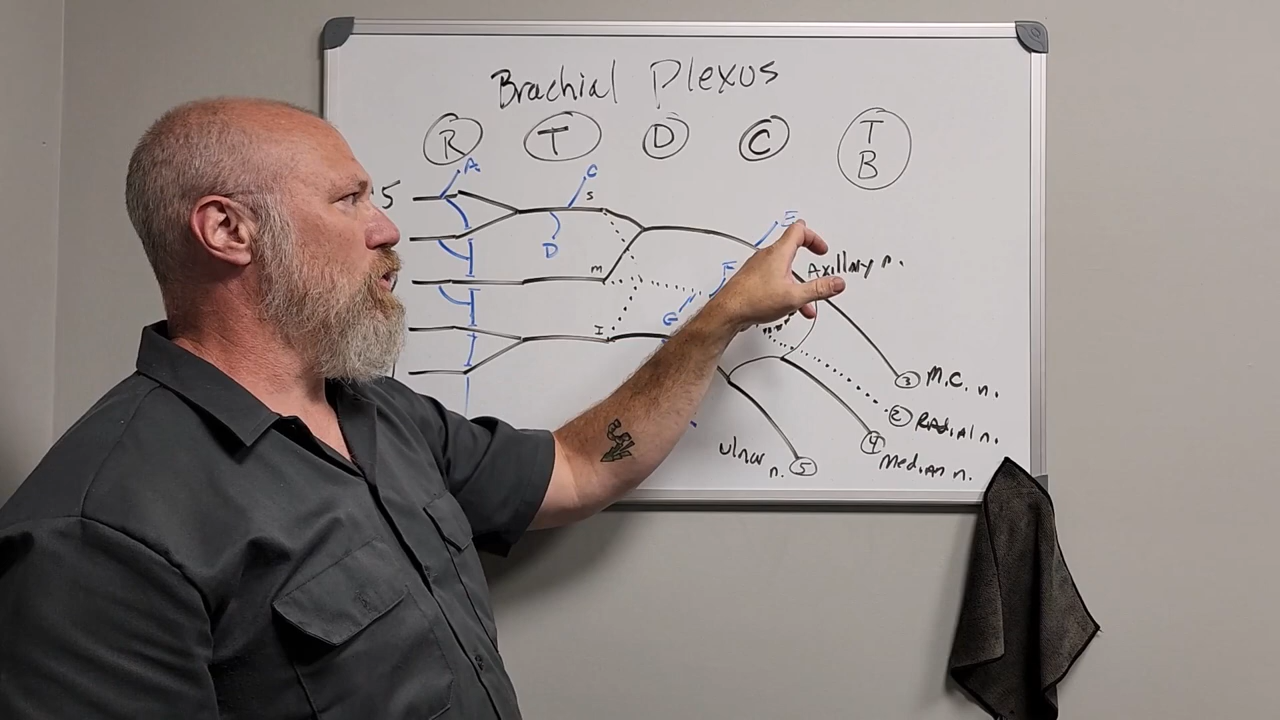 Brachial Plexus
R T D C T B
A C
5 S
D
E
M F Axillary n.
G
I
3 M.C. n.
2 Radial n.
4 Median n.
ulnar n. 5